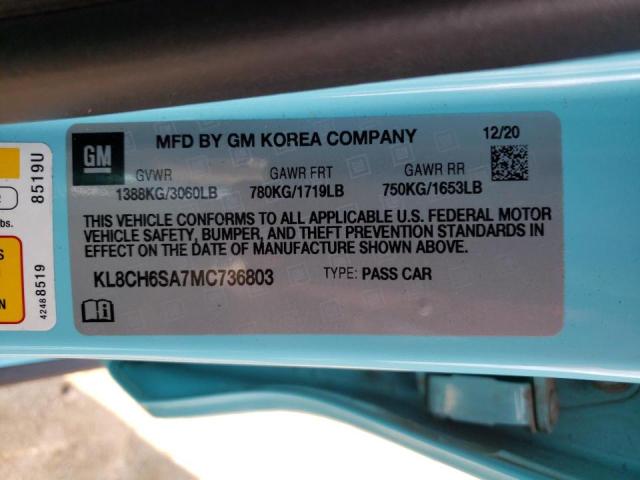 GM
MFD BY GM KOREA COMPANY 12/20
GVWR GAWR FRT GAWR RR
1388KG/3060LB 780KG/1719LB 750KG/1653LB
THIS VEHICLE CONFORMS TO ALL APPLICABLE U.S. FEDERAL MOTOR
VEHICLE SAFETY, BUMPER, AND THEFT PREVENTION STANDARDS IN
EFFECT ON THE DATE OF MANUFACTURE SHOWN ABOVE.
KL8CH6SA7MC736803 TYPE: PASS CAR
8519U
bs.
N
42488519